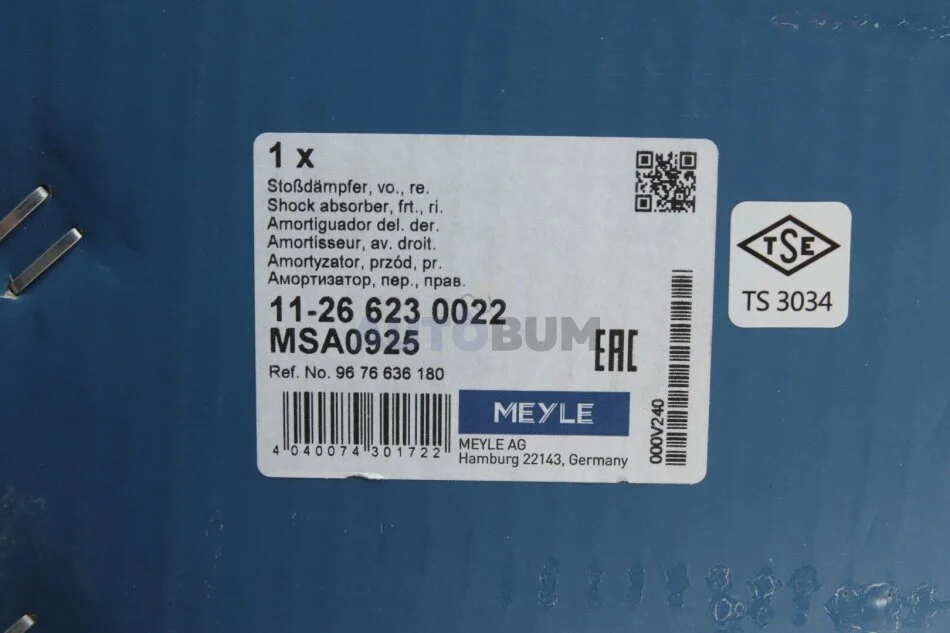 1 x
Stoßdämpfer, vo., re.
Shock absorber, frt., ri.
Amortiguador del. der.
Amortisseur, av. droit.
Amortyzator, przód, pr.
Амортизатор, пер., прав.
11-26 623 0022
AUTOBUM
MSA0925
EAC
Ref. No. 96 76 636 180
MEYLE
4 040074 301722
MEYLE AG
Hamburg 22143, Germany
000V240
TSE
TS 3034